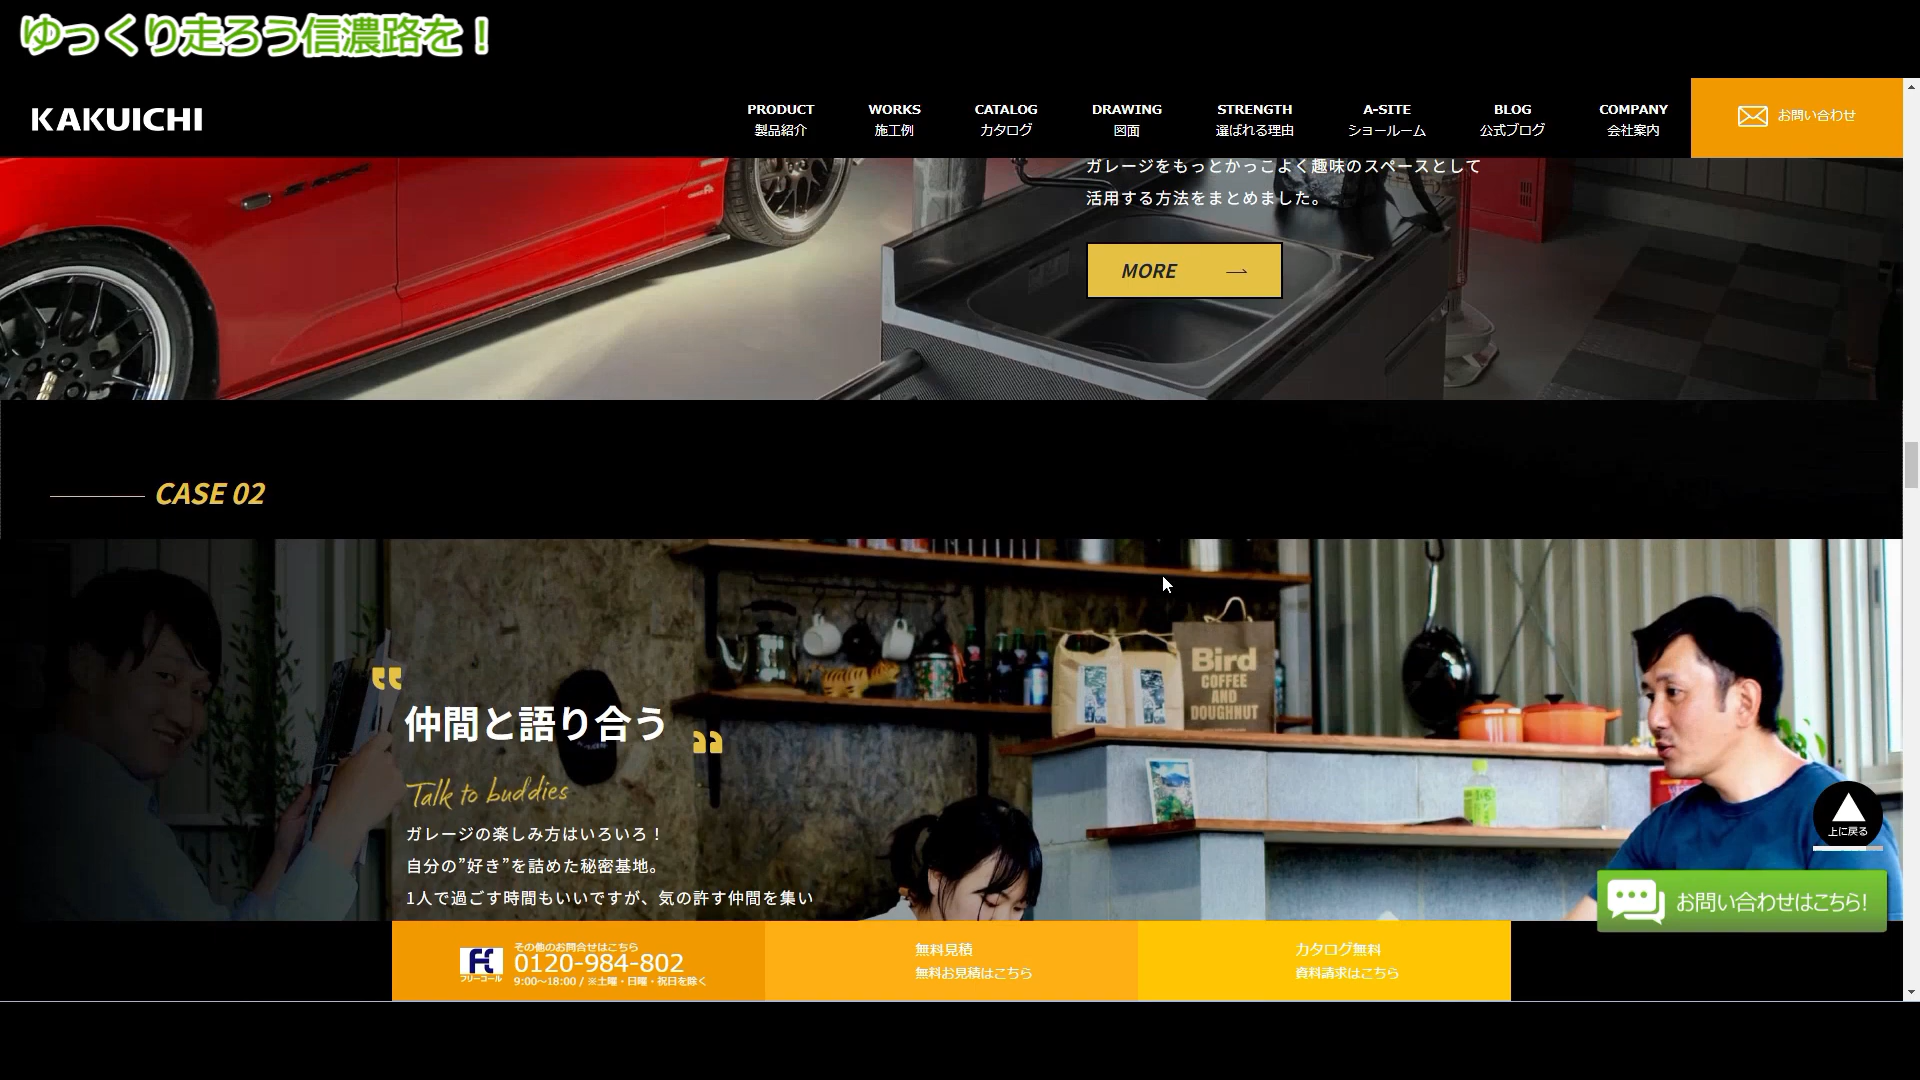 ゆっくり走ろう信濃路を！
KAKUICHI
PRODUCT
製品紹介
WORKS
施工例
CATALOG
カタログ
DRAWING
図面
STRENGTH
選ばれる理由
A-SITE
ショールーム
BLOG
公式ブログ
COMPANY
会社案内
お問い合わせ
ガレージをもっとかっこよく趣味のスペースとして
活用する方法をまとめました。
MORE
CASE 02
Bird
COFFEE
AND
DOUGHNUT
仲間と語り合う
Talk to buddies
ガレージの楽しみ方はいろいろ！
自分の”好き”を詰めた秘密基地。
1人で過ごす時間もいいですが、気の許す仲間を集い
上に戻る
お問い合わせはこちら!
フリーコール
その他のお問合せはこちら
0120-984-802
9:00～18:00 / ※土曜・日曜・祝日を除く
無料見積
無料お見積はこちら
カタログ無料
資料請求はこちら